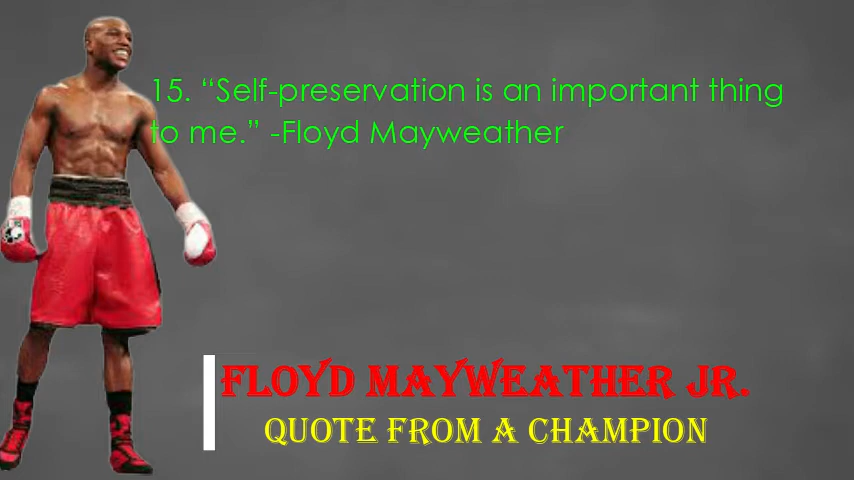 15. “Self-preservation is an important thing
to me.” -Floyd Mayweather
FLOYD MAYWEATHER JR.
QUOTE FROM A CHAMPION